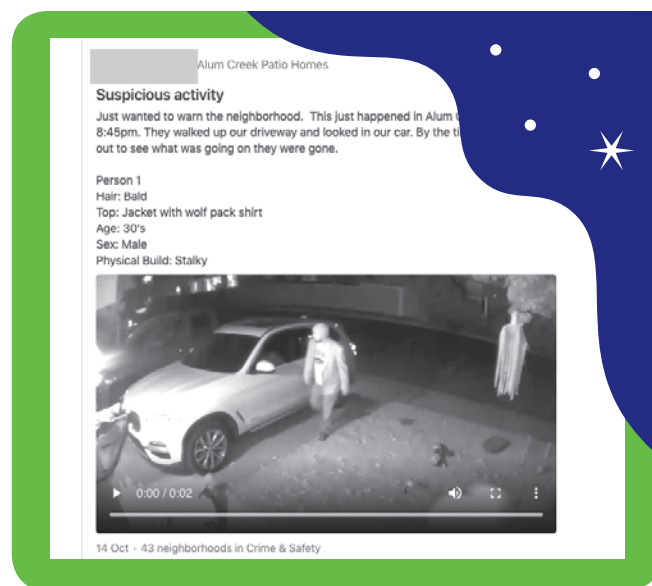 Alum Creek Patio Homes
Suspicious activity
Just wanted to warn the neighborhood. This just happened in Alum
8:45pm. They walked up our driveway and looked in our car. By the
out to see what was going on they were gone.
Person 1
Hair: Bald
Top: Jacket with wolf pack shirt
Age: 30's
Sex: Male
Physical Build: Stalky
0:00 / 0:02
14 Oct - 43 neighborhoods in Crime & Safety